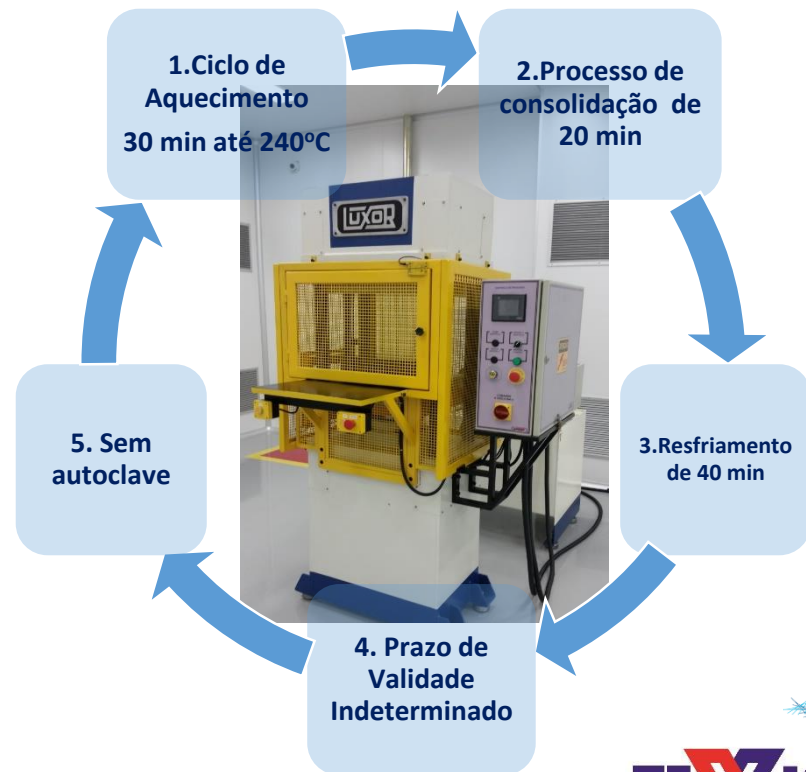 1.Ciclo de
Aquecimento
30 min até 240ºC
2.Processo de
consolidação de
20 min
LUXOR
3.Resfriamento
de 40 min
4. Prazo de
Validade
Indeterminado
5. Sem
autoclave